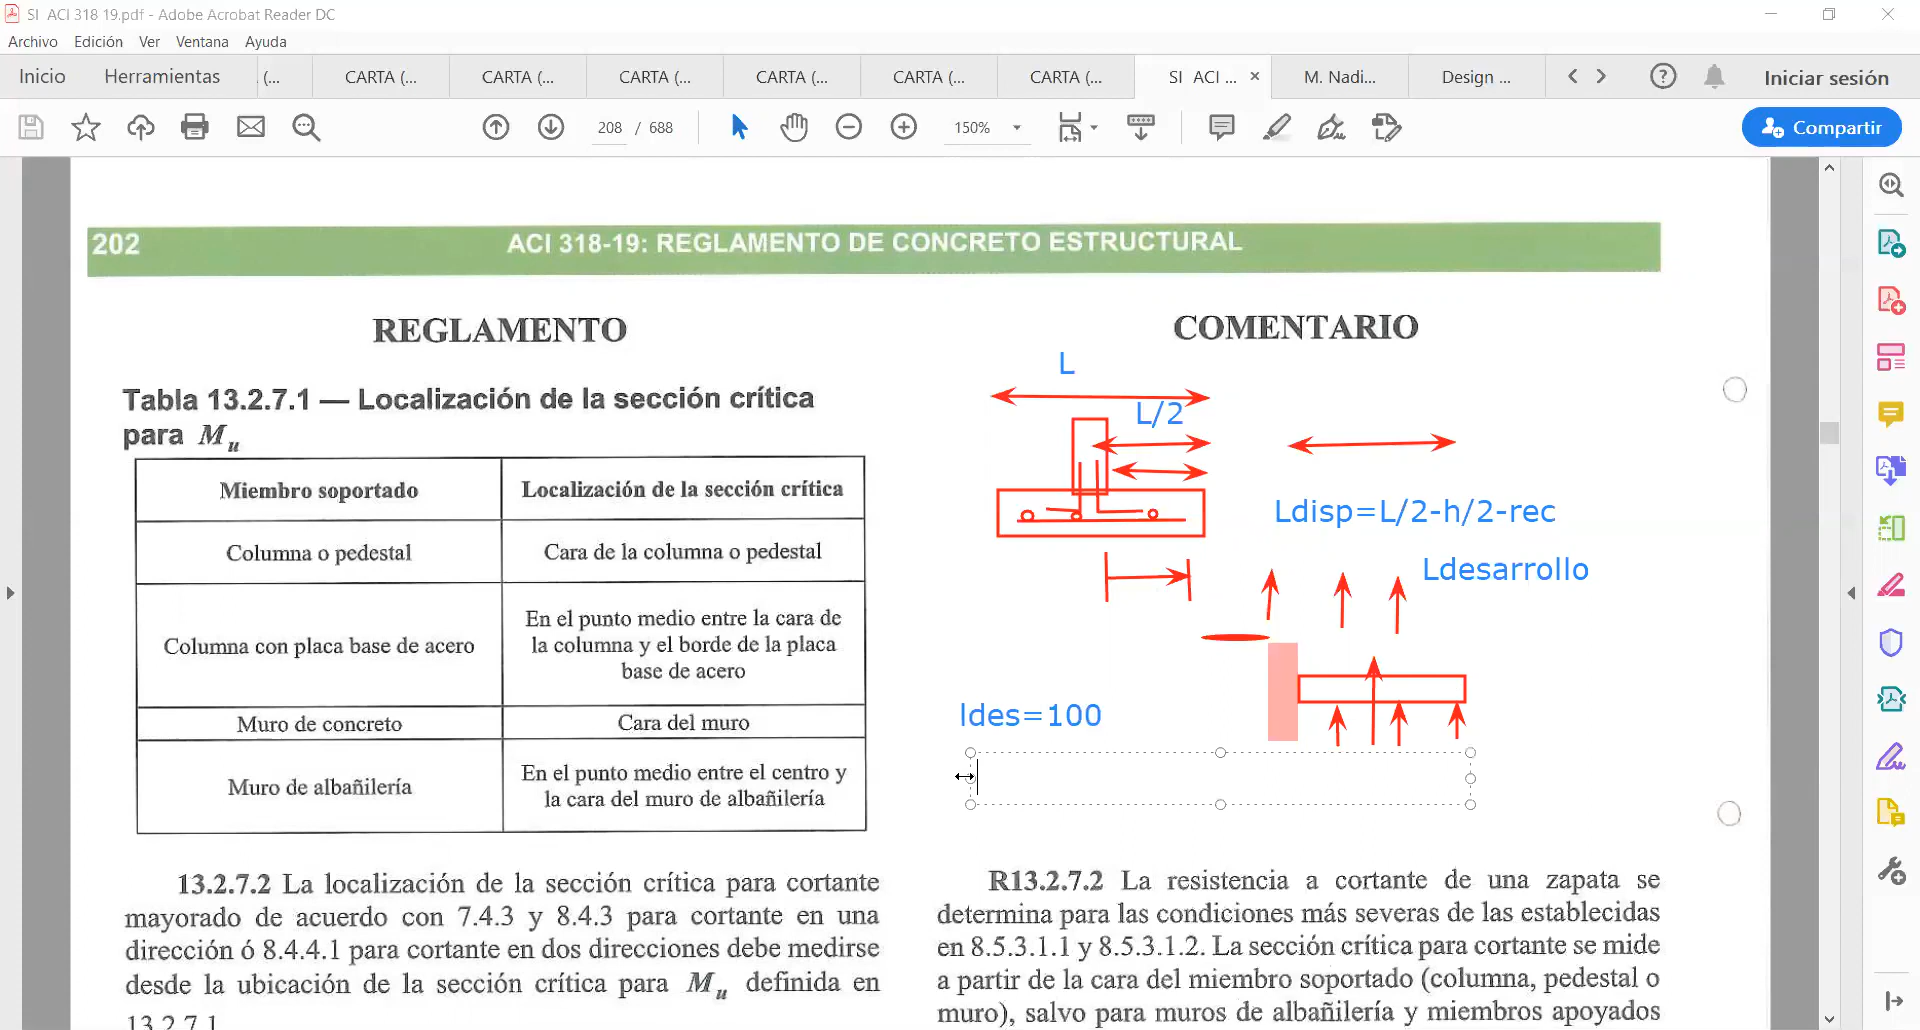 SI ACI 318 19.pdf - Adobe Acrobat Reader DC
Archivo Edición Ver Ventana Ayuda
Inicio Herramientas (... CARTA (... CARTA (... CARTA (... CARTA (... CARTA (... CARTA (... SI ACI ... × M. Nadi... Design ... Iniciar sesión
208 / 688 150% Compartir
202 ACI 318-19: REGLAMENTO DE CONCRETO ESTRUCTURAL
REGLAMENTO
Tabla 13.2.7.1 — Localización de la sección crítica
para Mu
Miembro soportado Localización de la sección crítica
Columna o pedestal Cara de la columna o pedestal
Columna con placa base de acero En el punto medio entre la cara de
la columna y el borde de la placa
base de acero
Muro de concreto Cara del muro
Muro de albañilería En el punto medio entre el centro y
la cara del muro de albañilería
13.2.7.2 La localización de la sección crítica para cortante
mayorado de acuerdo con 7.4.3 y 8.4.3 para cortante en una
dirección ó 8.4.4.1 para cortante en dos direcciones debe medirse
desde la ubicación de la sección crítica para Mu definida en
13.2.7.1
COMENTARIO
L
L/2
Ldisp=L/2-h/2-rec
Ldesarrollo
ldes=100
R13.2.7.2 La resistencia a cortante de una zapata se
determina para las condiciones más severas de las establecidas
en 8.5.3.1.1 y 8.5.3.1.2. La sección crítica para cortante se mide
a partir de la cara del miembro soportado (columna, pedestal o
muro), salvo para muros de albañilería y miembros apoyados